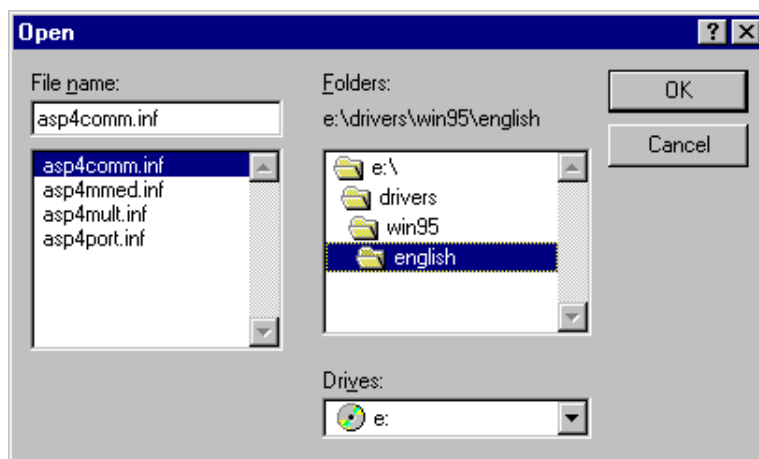 Open
File name:
asp4comm.inf
asp4comm.inf
asp4mmed.inf
asp4mult.inf
asp4port.inf
Folders:
e:\drivers\win95\english
e:\
drivers
win95
english
Drives:
e:
OK
Cancel